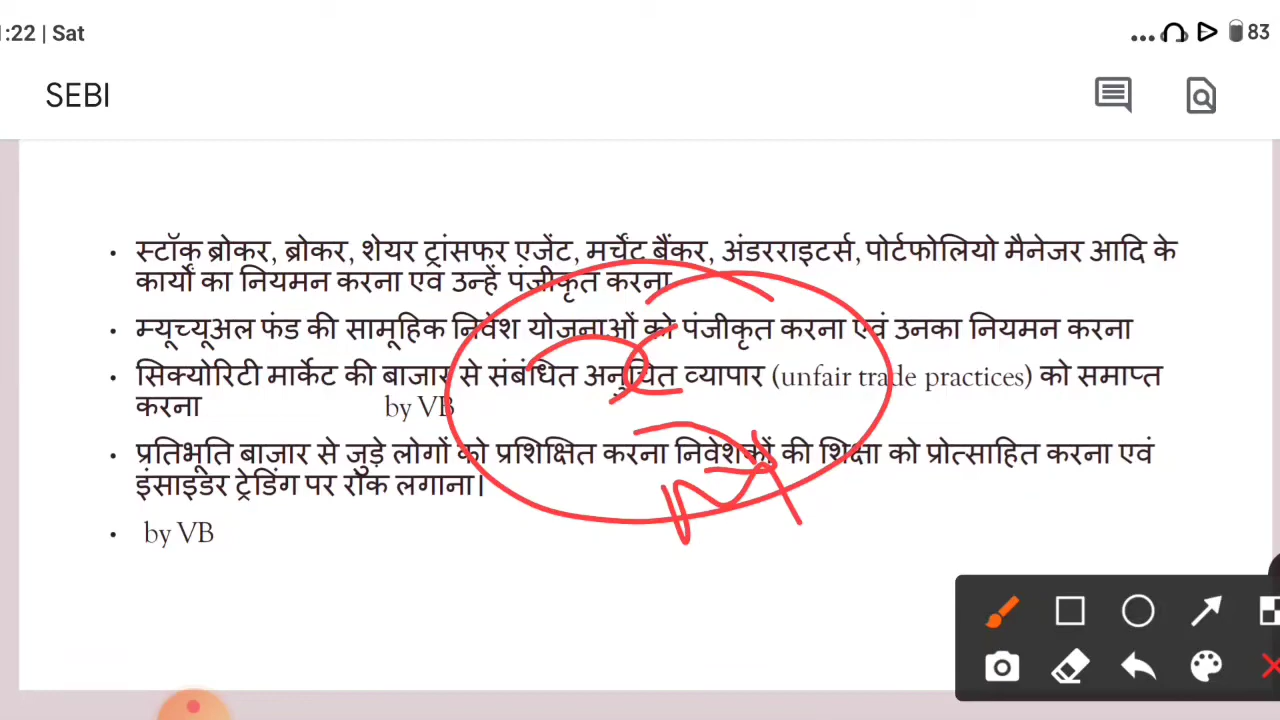 1:22 | Sat
83
SEBI
• स्टॉक ब्रोकर, ब्रोकर, शेयर ट्रांसफर एजेंट, मर्चेंट बैंकर, अंडरराइटर्स, पोर्टफोलियो मैनेजर आदि के
कार्यों का नियमन करना एवं उन्हें पंजीकृत करना
• म्यूच्यूअल फंड की सामूहिक निवेश योजनाओं को पंजीकृत करना एवं उनका नियमन करना
• सिक्योरिटी मार्केट की बाजार से संबंधित अनुचित व्यापार (unfair trade practices) को समाप्त
करना by VB
• प्रतिभूति बाजार से जुड़े लोगों को प्रशिक्षित करना निवेशकों की शिक्षा को प्रोत्साहित करना एवं
इंसाइडर ट्रेडिंग पर रोक लगाना।
• by VB